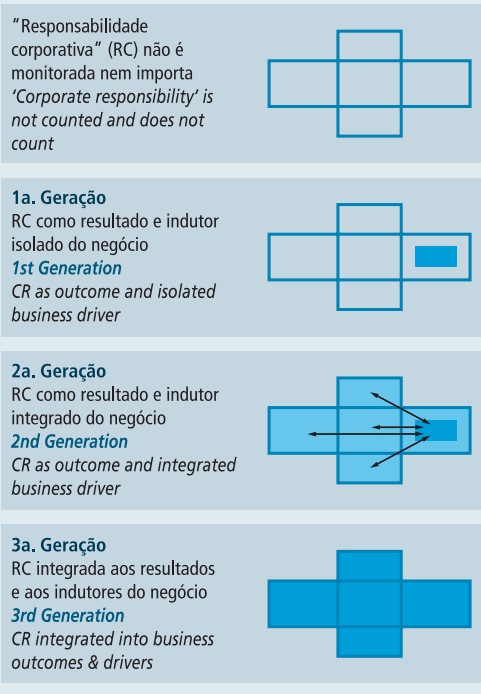 "Responsabilidade
corporativa" (RC) não é
monitorada nem importa
'Corporate responsibility' is
not counted and does not
count
1a. Geração
RC como resultado e indutor
isolado do negócio
1st Generation
CR as outcome and isolated
business driver
2a. Geração
RC como resultado e indutor
integrado do negócio
2nd Generation
CR as outcome and integrated
business driver
3a. Geração
RC integrada aos resultados
e aos indutores do negócio
3rd Generation
CR integrated into business
outcomes & drivers